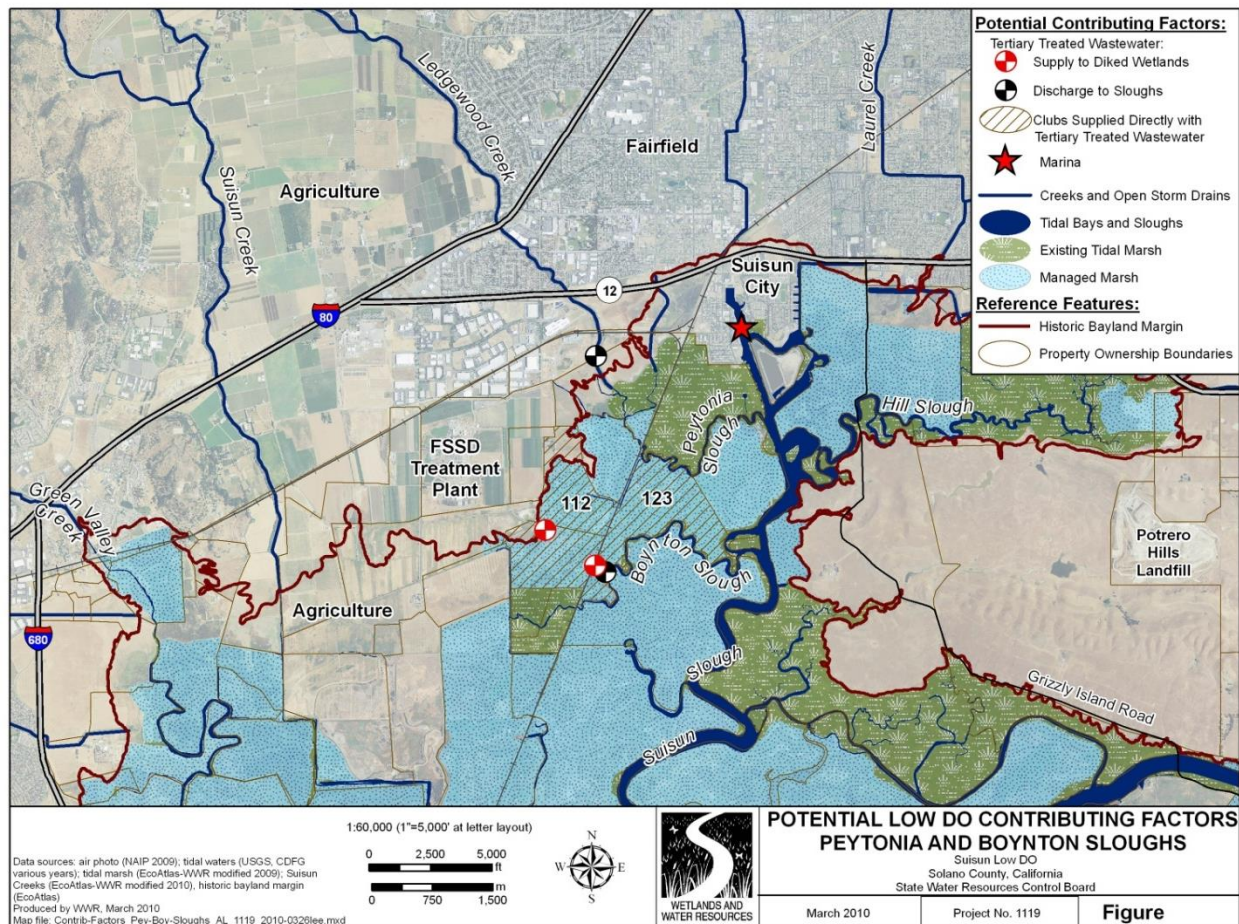 Potential Contributing Factors:
Tertiary Treated Wastewater:
Supply to Diked Wetlands
Discharge to Sloughs
Clubs Supplied Directly with
Tertiary Treated Wastewater
Marina
Creeks and Open Storm Drains
Tidal Bays and Sloughs
Existing Tidal Marsh
Managed Marsh
Reference Features:
Historic Bayland Margin
Property Ownership Boundaries
Ledgewood Creek
Laurel Creek
Fairfield
Agriculture
Suisun Creek
Suisun
City
12
80
Hill Slough
Peytonia
Slough
FSSD
Treatment
Plant
112
123
Green Valley
Creek
Boynton Slough
Potrero
Hills
Landfill
Agriculture
680
Slough
Grizzly Island Road
Suisun
1:60,000 (1"=5,000' at letter layout)
0 2,500 5,000
ft
m
0 750 1,500
N
W E
S
Data sources: air photo (NAIP 2009); tidal waters (USGS, CDFG
various years); tidal marsh (EcoAtlas-WWR modified 2009); Suisun
Creeks (EcoAtlas-WWR modified 2010), historic bayland margin
(EcoAtlas)
Produced by WWR, March 2010
Map file: Contrib-Factors_Pey-Boy-Sloughs_AL_1119_2010-0326lee.mxd
WETLANDS AND
WATER RESOURCES
POTENTIAL LOW DO CONTRIBUTING FACTORS
PEYTONIA AND BOYNTON SLOUGHS
Suisun Low DO
Solano County, California
State Water Resources Control Board
March 2010
Project No. 1119
Figure